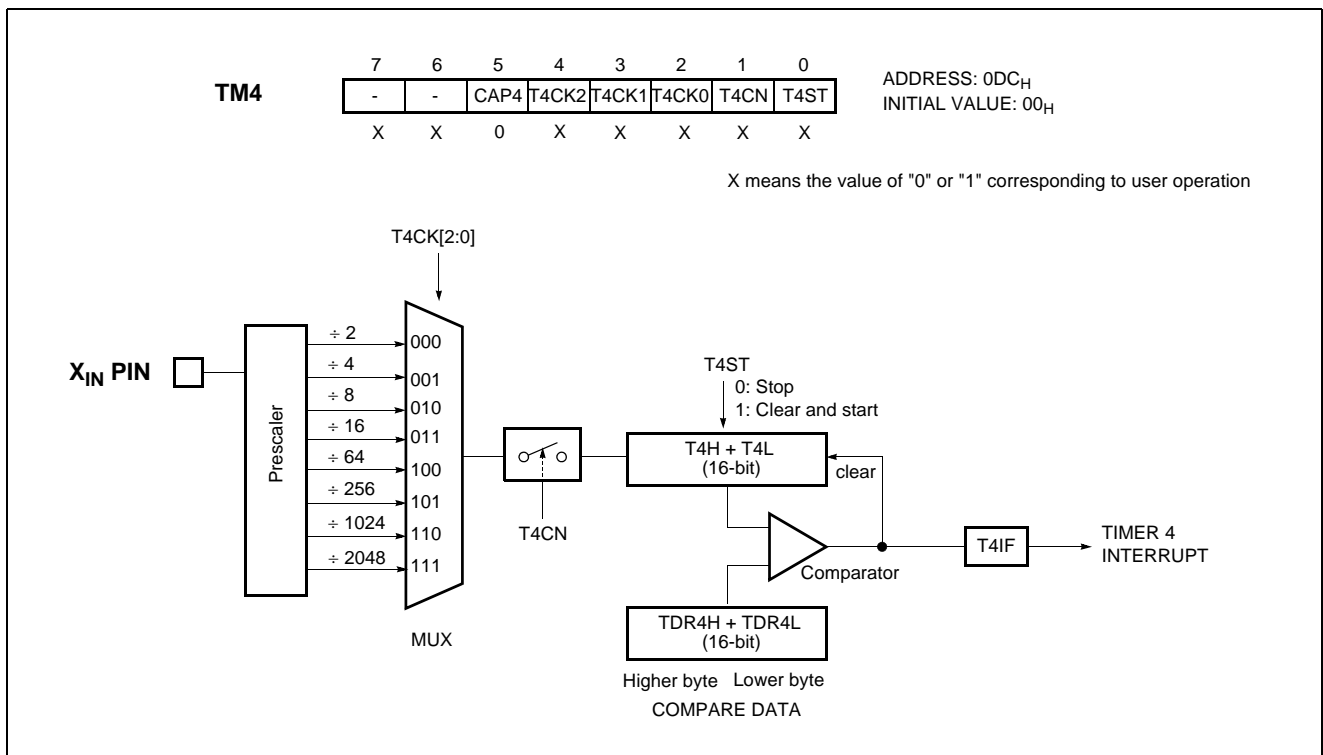 7 6 5 4 3 2 1 0
TM4
- - CAP4 T4CK2 T4CK1 T4CK0 T4CN T4ST
X X 0 X X X X X
ADDRESS: 0DCH
INITIAL VALUE: 00H
X means the value of "0" or "1" corresponding to user operation
T4CK[2:0]
XIN PIN
Prescaler
÷ 2
÷ 4
÷ 8
÷ 16
÷ 64
÷ 256
÷ 1024
÷ 2048
000
001
010
011
100
101
110
111
MUX
T4CN
T4ST
0: Stop
1: Clear and start
T4H + T4L
(16-bit)
clear
Comparator
T4IF
TIMER 4
INTERRUPT
TDR4H + TDR4L
(16-bit)
Higher byte Lower byte
COMPARE DATA